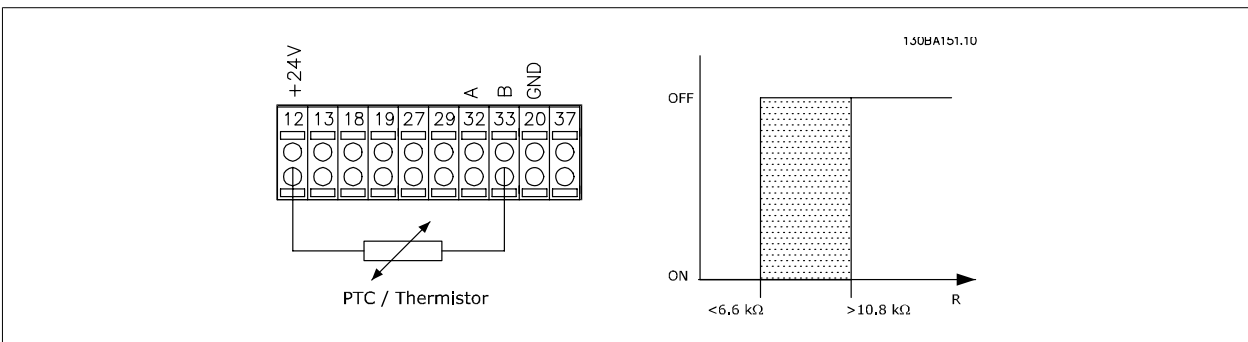 130BA151.10
+24V
A
B
GND
12 13 18 19 27 29 32 33 20 37
PTC / Thermistor
OFF
ON
<6.6 kΩ
>10.8 kΩ
R